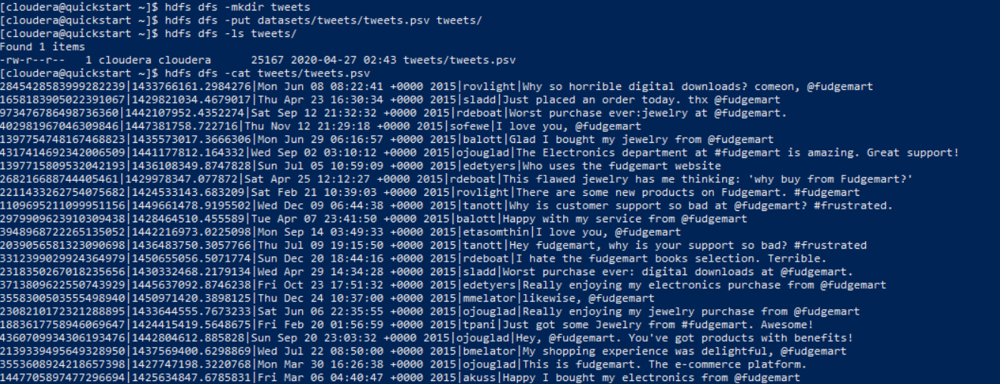 [cloudera@quickstart ~]$ hdfs dfs -mkdir tweets
[cloudera@quickstart ~]$ hdfs dfs -put datasets/tweets/tweets.psv tweets/
[cloudera@quickstart ~]$ hdfs dfs -ls tweets/
Found 1 items
-rw-r--r--   1 cloudera cloudera      25167 2020-04-27 02:43 tweets/tweets.psv
[cloudera@quickstart ~]$ hdfs dfs -cat tweets/tweets.psv
2845428583999282239|1433766161.2984276|Mon Jun 08 08:22:41 +0000 2015|rovlight|Why so horrible digital downloads? comeon, @fudgemart
1658183905022391067|1429821034.4679017|Thu Apr 23 16:30:34 +0000 2015|sladd|Just placed an order today. thx @fudgemart
973476786498736360|1442107952.4352274|Sat Sep 12 21:32:32 +0000 2015|rdeboat|Worst purchase ever:jewelry at @fudgemart.
402981967046309846|1447381758.722716|Thu Nov 12 21:29:18 +0000 2015|sofewe|I love you, @fudgemart
1397754748167468823|1435573017.3666306|Mon Jun 29 06:16:57 +0000 2015|balott|Glad I bought my jewelry from @fudgemart
4317414692342006509|1441177812.164332|Wed Sep 02 03:10:12 +0000 2015|ojouglad|The Electronics department at #fudgemart is amazing. Great support!
1397715809532042193|1436108349.8747828|Sun Jul 05 10:59:09 +0000 2015|edetyers|Who uses the fudgemart website
268216688744405461|1429978347.077872|Sat Apr 25 12:12:27 +0000 2015|rdeboat|This flawed jewelry has me thinking: 'why buy from Fudgemart?'
2211433262754075682|1424533143.683209|Sat Feb 21 10:39:03 +0000 2015|rovlight|There are some new products on Fudgemart. #fudgemart
1109695211099951156|1449661478.9195502|Wed Dec 09 06:44:38 +0000 2015|tanott|Why is customer support so bad at @fudgemart? #frustrated.
2979909623910309438|1428464510.455589|Tue Apr 07 23:41:50 +0000 2015|balott|Happy with my service from @fudgemart
3948968722265135052|1442216973.0225098|Mon Sep 14 03:49:33 +0000 2015|etasomthin|I love you, @fudgemart
2039056581323090698|1436483750.3057766|Thu Jul 09 19:15:50 +0000 2015|tanott|Hey fudgemart, why is your support so bad? #frustrated
3312399029924364979|1450655056.5071774|Sun Dec 20 18:44:16 +0000 2015|rdeboat|I hate the fudgemart books selection. Terrible.
2318350267018235656|1430332468.2179134|Wed Apr 29 14:34:28 +0000 2015|sladd|Worst purchase ever: digital downloads at @fudgemart.
3713809622550743929|1445637092.8746238|Fri Oct 23 17:51:32 +0000 2015|edetyers|Really enjoying my electronics purchase from @fudgemart
3558300503555498940|1450971420.3898125|Thu Dec 24 10:37:00 +0000 2015|mmelator|likewise, @fudgemart
2308210172321288895|1433644555.7673233|Sat Jun 06 22:35:55 +0000 2015|ojouglad|Really enjoying my jewelry purchase from @fudgemart
1883617758946069647|1424415419.5648675|Fri Feb 20 01:56:59 +0000 2015|tpani|Just got some Jewelry from #fudgemart. Awesome!
4360709934306193476|1442804612.885828|Sun Sep 20 23:03:32 +0000 2015|ojouglad|Hey, @fudgemart. You've got products with benefits!
2139339495649328950|1437569400.6298869|Wed Jul 22 08:50:00 +0000 2015|bmelator|My shopping experience was delightful, @fudgemart
3553608924218657398|1427747198.3220768|Mon Mar 30 16:26:38 +0000 2015|ojouglad|This is fudgemart. The e-commerce platform.
1447705897477296694|1425634847.6785831|Fri Mar 06 04:40:47 +0000 2015|akuss|Happy I bought my electronics from @fudgemart